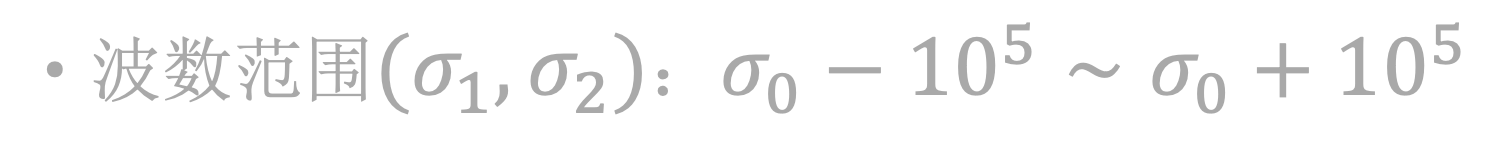 • 波数范围(σ₁, σ₂)：σ₀ − 10⁵ ~ σ₀ + 10⁵